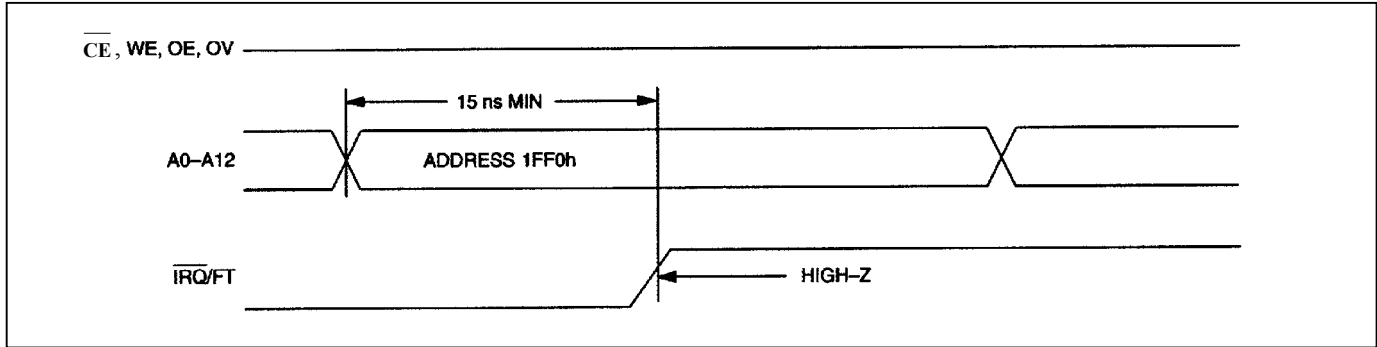 CE, WE, OE, OV
15 ns MIN
A0–A12 ADDRESS 1FF0h
IRQ/FT
HIGH–Z